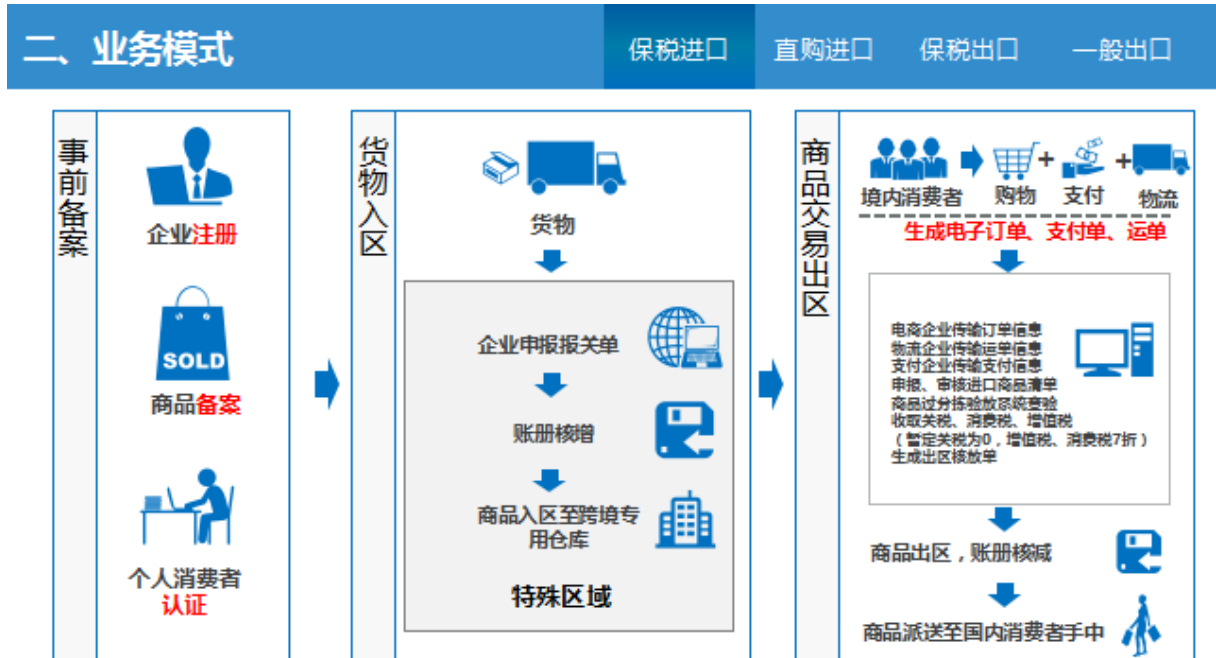 二、业务模式
保税进口
直购进口
保税出口
一般出口
事前备案
企业注册
SOLD
商品备案
个人消费者
认证
货物入区
货物
企业申报报关单
账册核增
商品入区至跨境专
用仓库
特殊区域
商品交易出区
+
+
境内消费者
购物
支付
物流
生成电子订单、支付单、运单
电商企业传输订单信息
物流企业传输运单信息
支付企业传输支付信息
申报、审核进口商品清单
商品过分拣验放系统查验
收取关税、消费税、增值税
（暂定关税为0，增值税、消费税7折）
生成出区核放单
商品出区，账册核减
商品派送至国内消费者手中